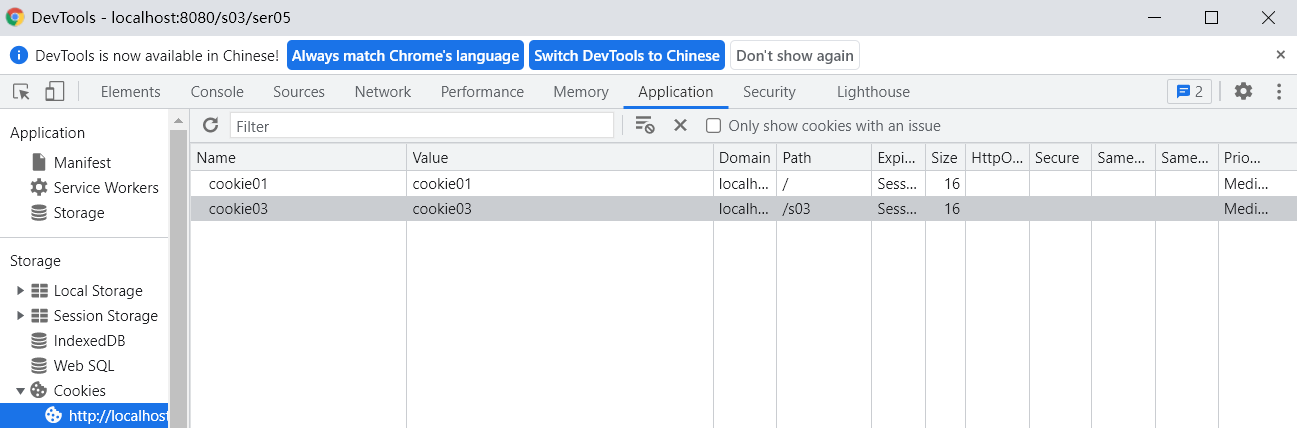 DevTools - localhost:8080/s03/ser05
DevTools is now available in Chinese! Always match Chrome's language Switch DevTools to Chinese Don't show again
Elements Console Sources Network Performance Memory Application Security Lighthouse 2
Application
Manifest
Service Workers
Storage
Storage
Local Storage
Session Storage
IndexedDB
Web SQL
Cookies
http://localhost
Filter Only show cookies with an issue
Name Value Domain Path Expi... Size HttpO... Secure Same... Same... Prio...
cookie01 cookie01 localh... / Sess... 16 Medi...
cookie03 cookie03 localh... /s03 Sess... 16 Medi...